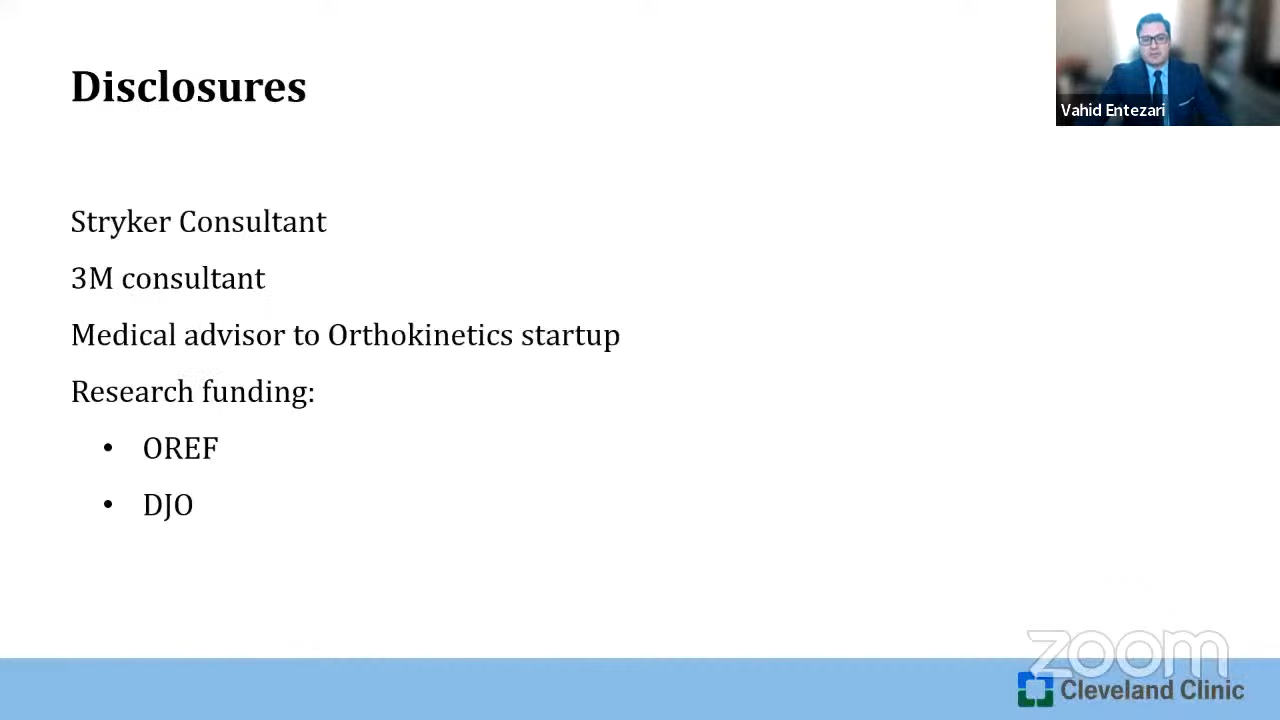 Disclosures
Vahid Entezari
Stryker Consultant
3M consultant
Medical advisor to Orthokinetics startup
Research funding:
• OREF
• DJO
zoom
Cleveland Clinic